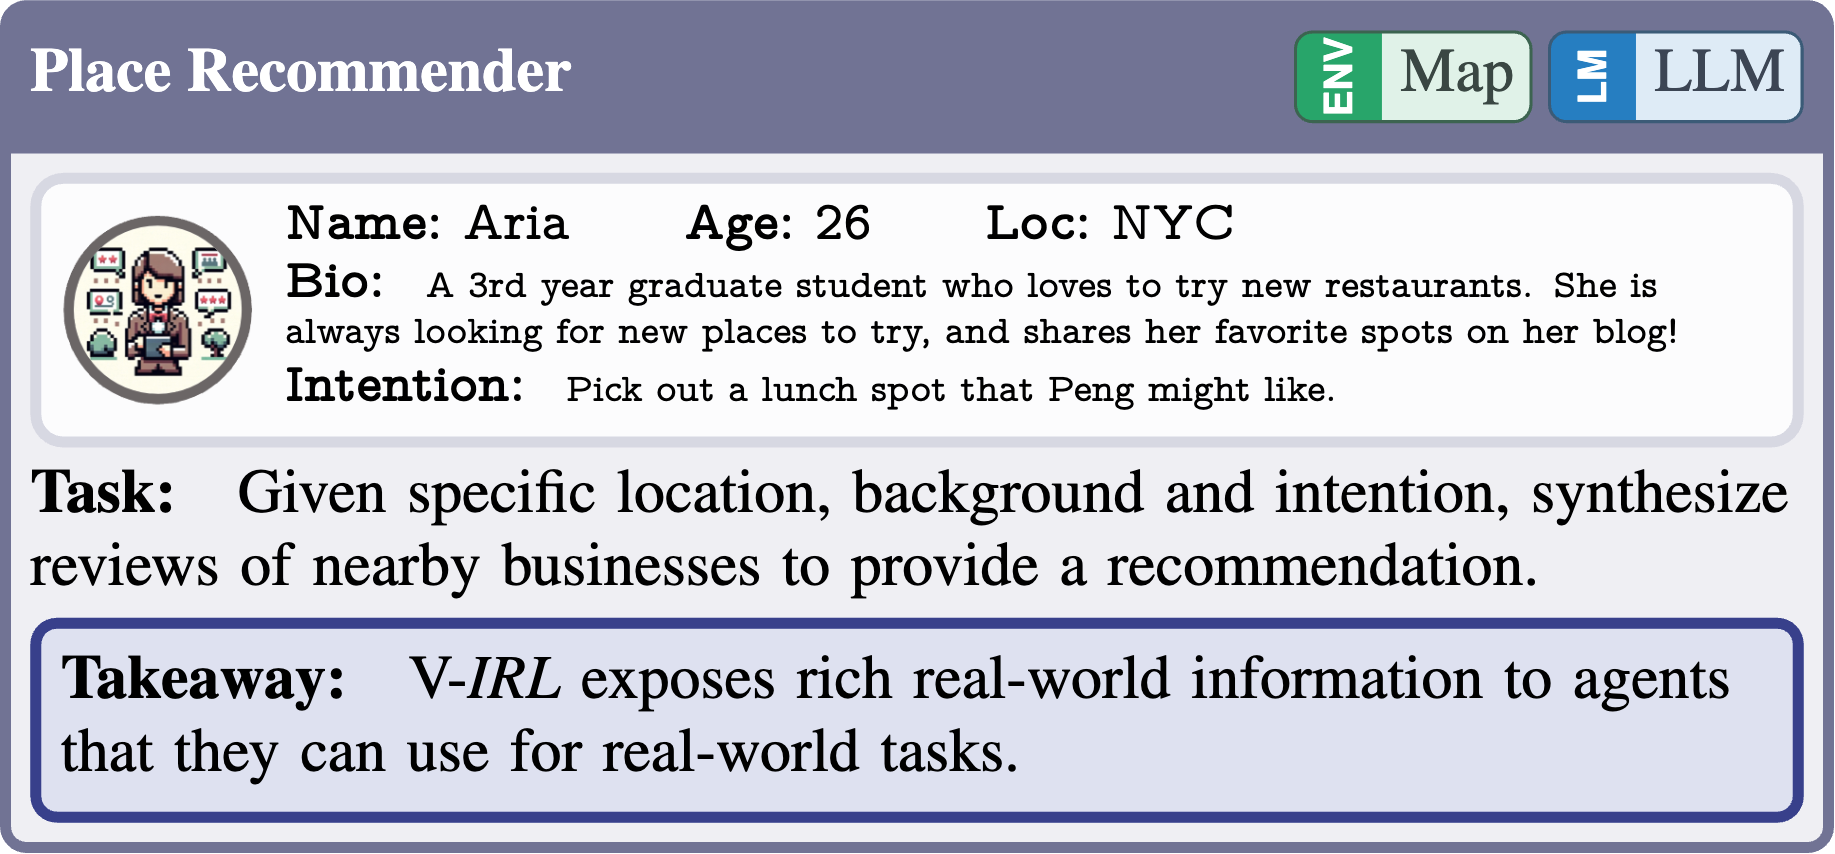 Place Recommender
ENV Map LM LLM
Name: Aria Age: 26 Loc: NYC
Bio: A 3rd year graduate student who loves to try new restaurants. She is
always looking for new places to try, and shares her favorite spots on her blog!
Intention: Pick out a lunch spot that Peng might like.
Task: Given specific location, background and intention, synthesize
reviews of nearby businesses to provide a recommendation.
Takeaway: V-IRL exposes rich real-world information to agents
that they can use for real-world tasks.